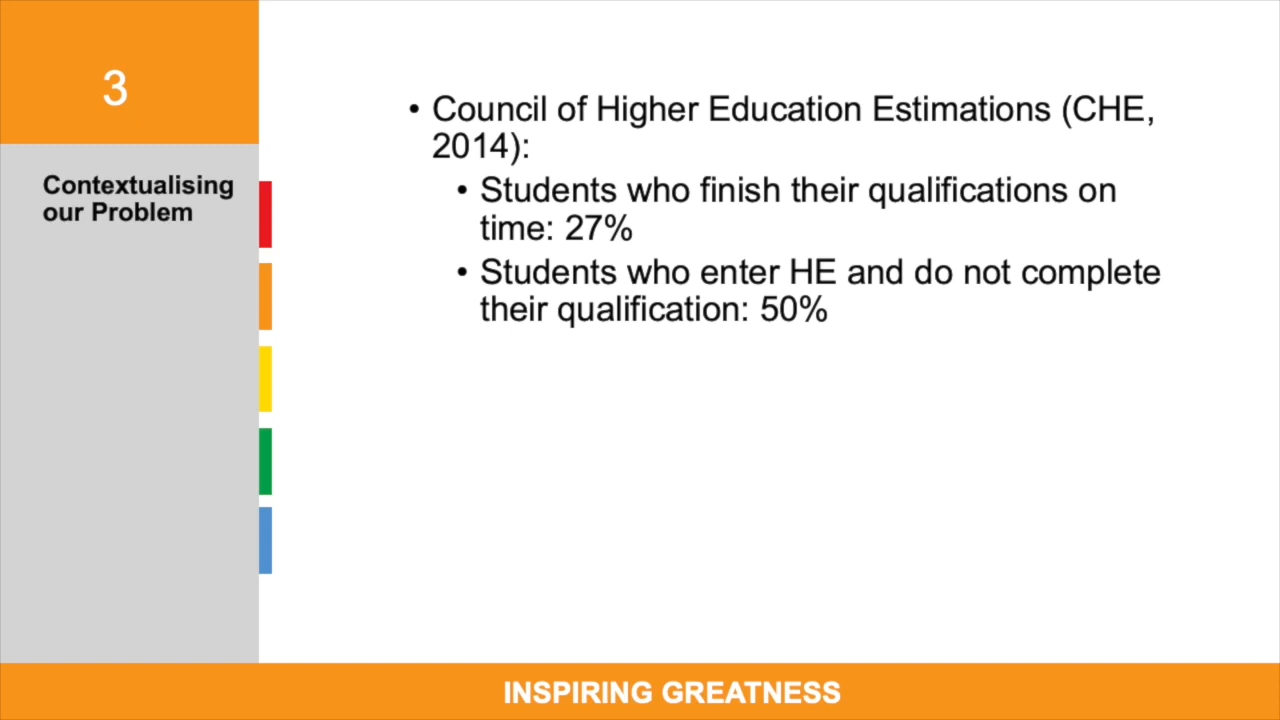 3
Contextualising
our Problem
• Council of Higher Education Estimations (CHE,
2014):
• Students who finish their qualifications on
time: 27%
• Students who enter HE and do not complete
their qualification: 50%
INSPIRING GREATNESS